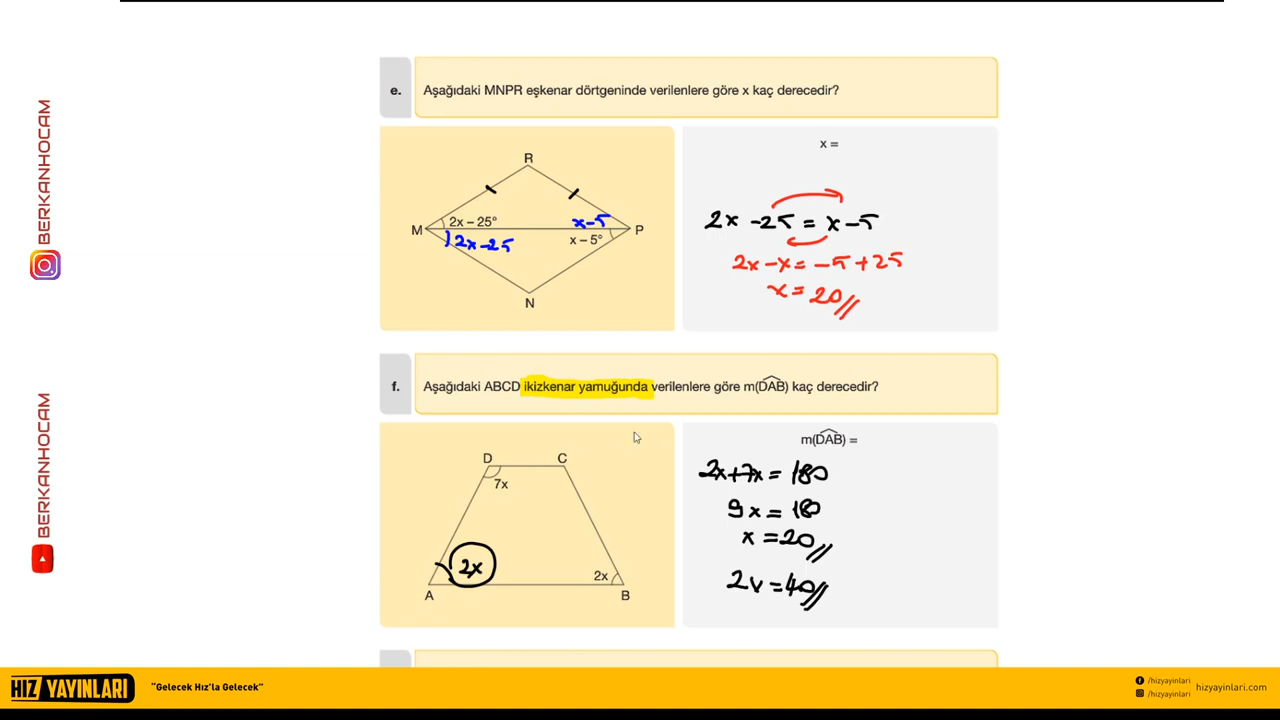 BERKANHOCAM
BERKANHOCAM
e. Aşağıdaki MNPR eşkenar dörtgeninde verilenlere göre x kaç derecedir?
R
M 2x – 25° x-5 P
2x-25 x – 5°
N
x =
2x -25 = x -5
2x -x = -5 +25
x = 20//
f. Aşağıdaki ABCD ikizkenar yamuğunda verilenlere göre m(DAB) kaç derecedir?
D C
7x
2x 2x
A B
m(DAB) =
2x+7x = 180
9x = 180
x = 20//
2x = 40//
HIZ YAYINLARI "Gelecek Hız'la Gelecek"
/hizyayinlari
/hizyayinlari
hizyayinlari.com